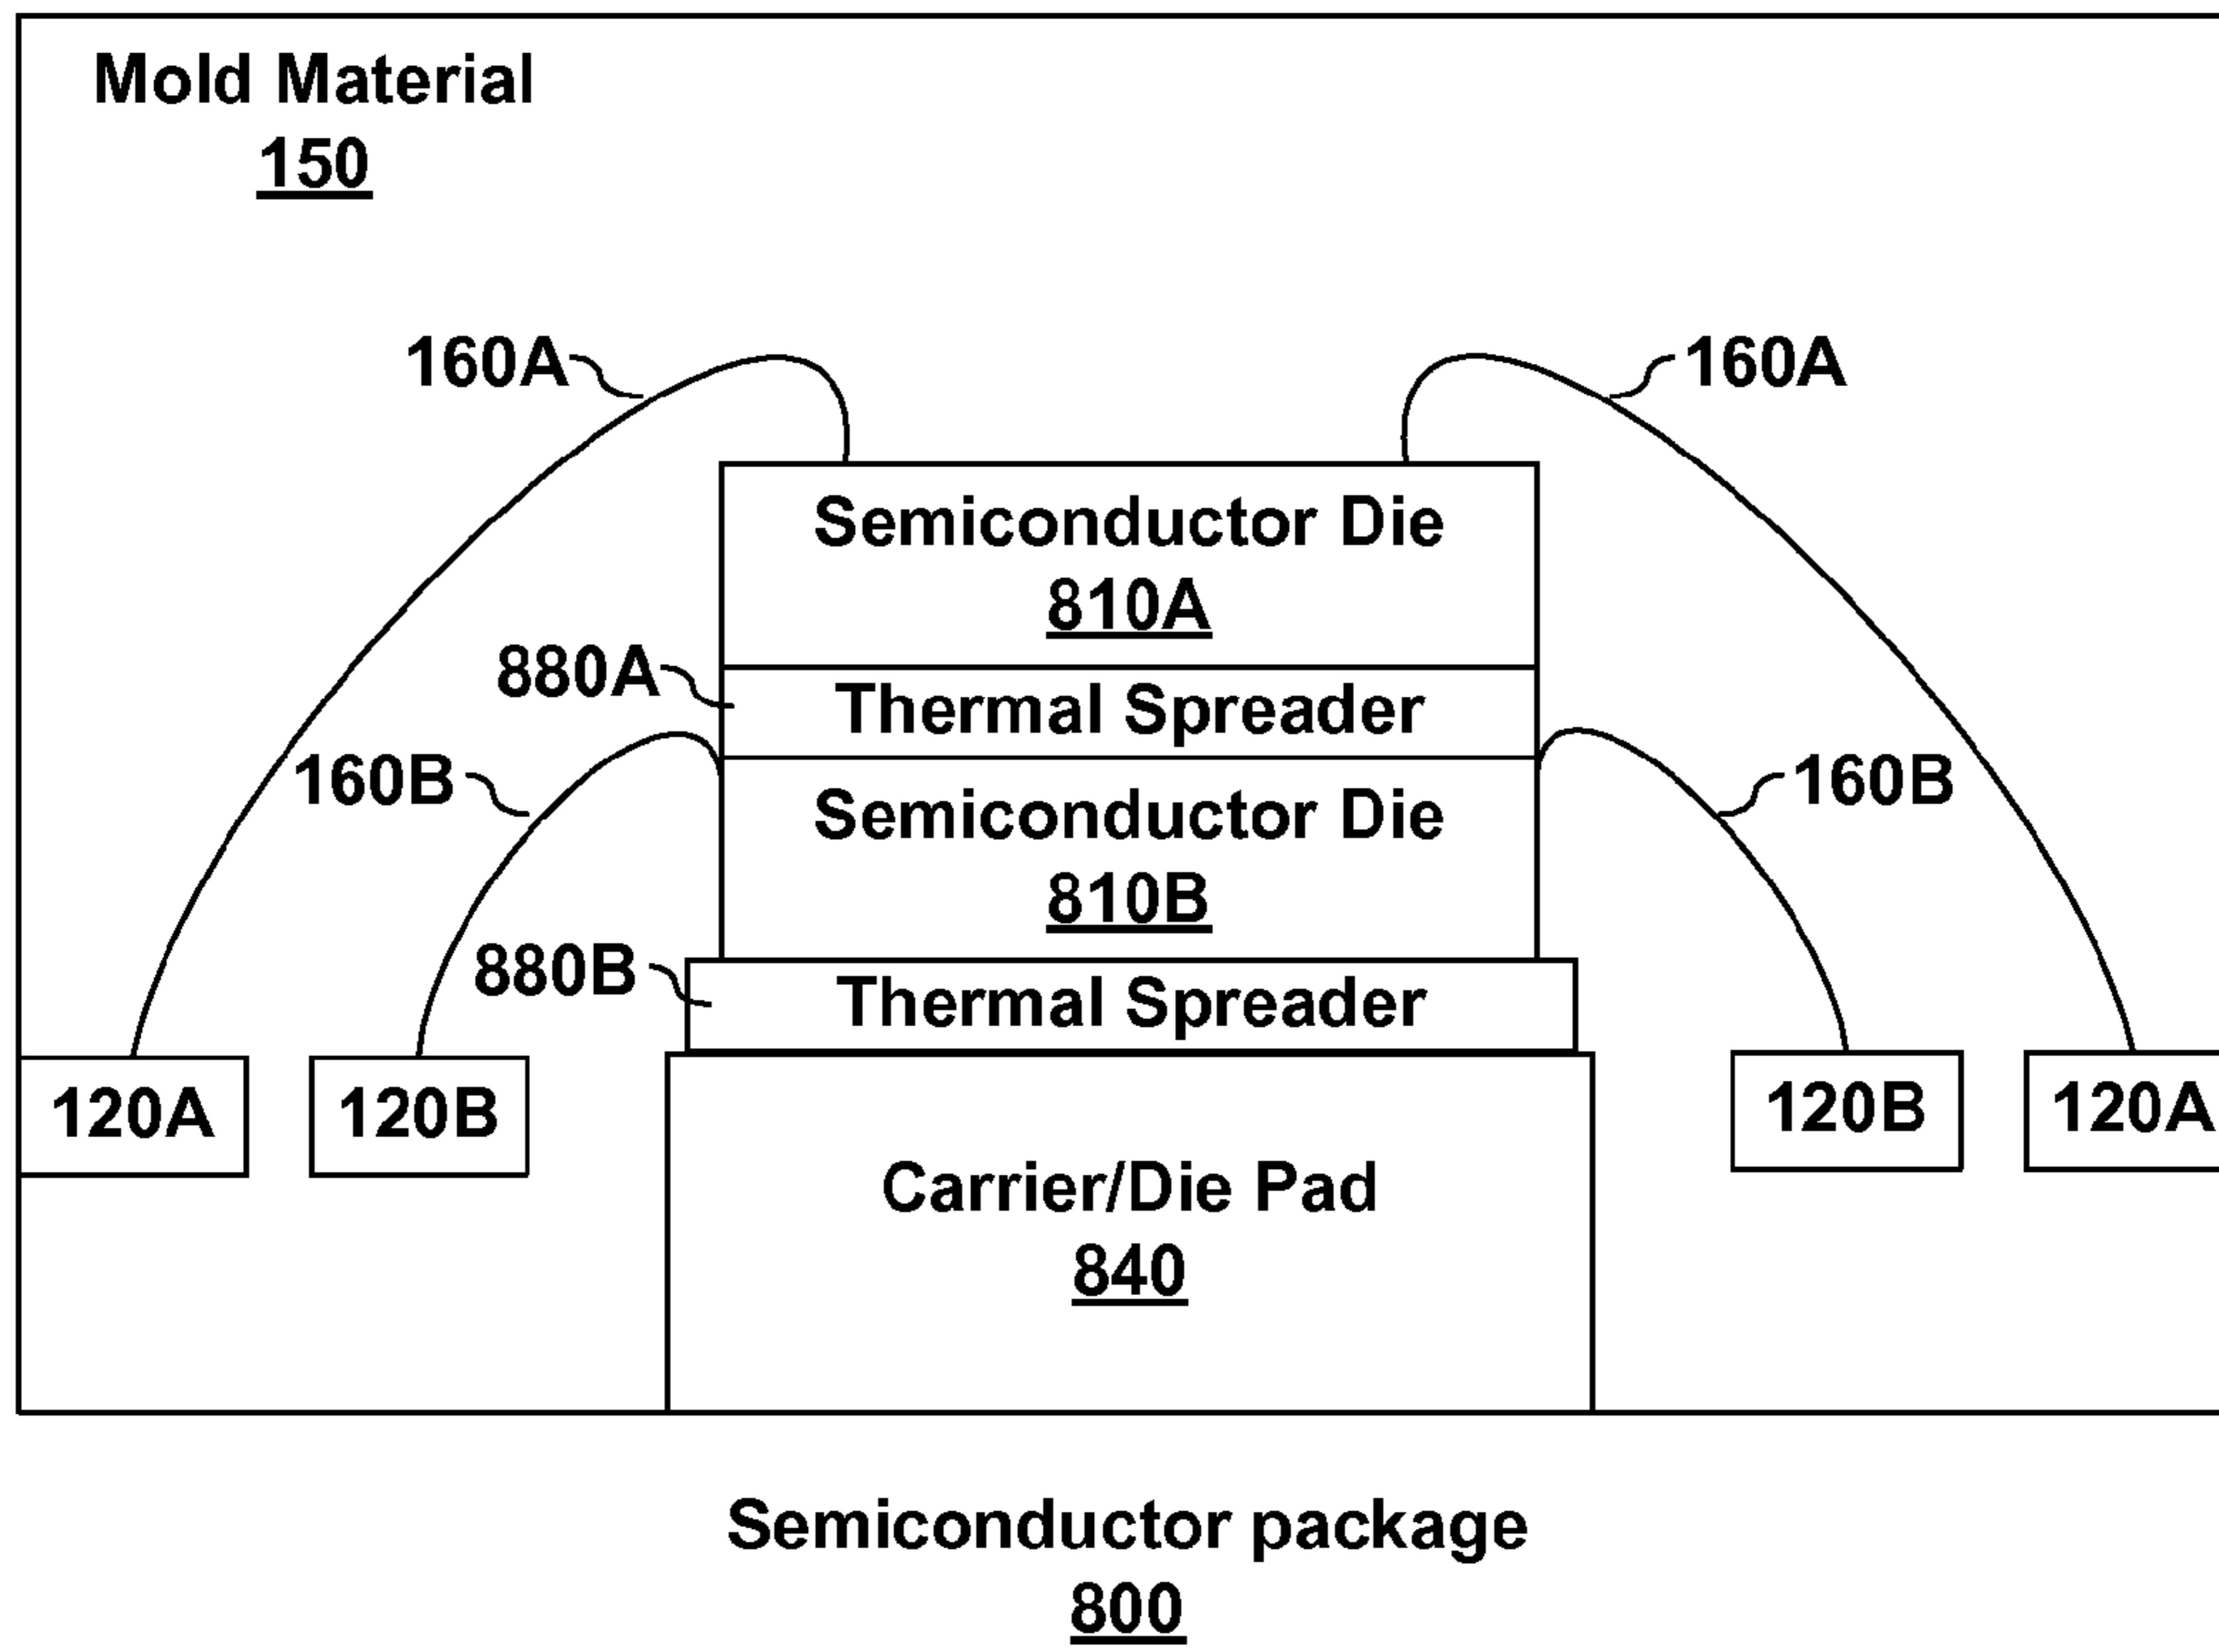 Mold Material
150
160A
160A
Semiconductor Die
810A
880A
Thermal Spreader
160B
160B
Semiconductor Die
810B
880B
Thermal Spreader
120A
120B
120B
120A
Carrier/Die Pad
840
Semiconductor package
800